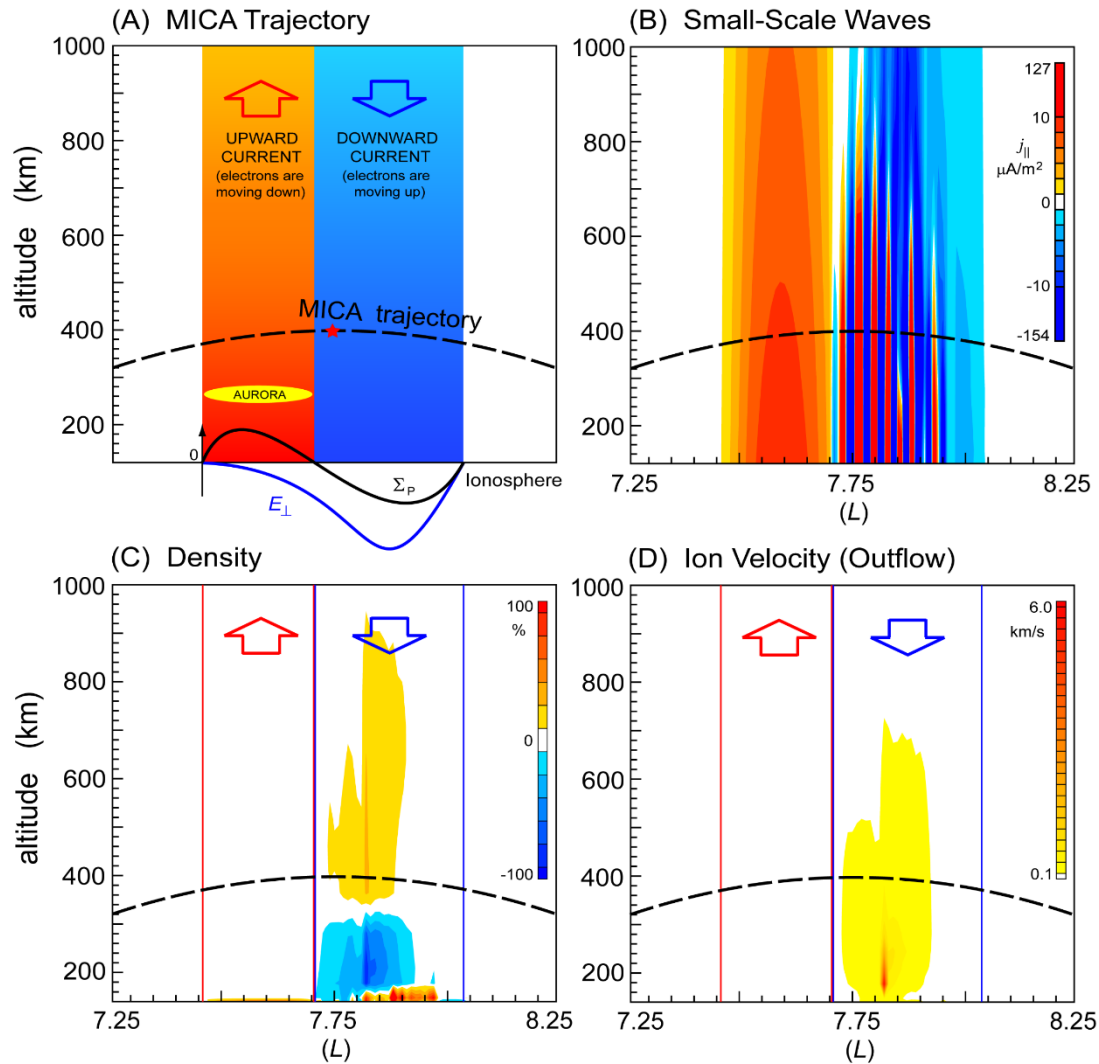 (A) MICA Trajectory
1000
800
600
400
200
altitude (km)
UPWARD
CURRENT
(electrons are
moving down)
DOWNWARD
CURRENT
(electrons are
moving up)
MICA trajectory
AURORA
0
Σ_P
E_⊥
Ionosphere
(B) Small-Scale Waves
1000
800
600
400
200
127
10
j_||
μA/m²
0
-10
-154
7.25
7.75
8.25
(L)
(C) Density
1000
800
600
400
200
altitude (km)
100
%
0
-100
7.25
7.75
8.25
(L)
(D) Ion Velocity (Outflow)
1000
800
600
400
200
6.0
km/s
0.1
7.25
7.75
8.25
(L)